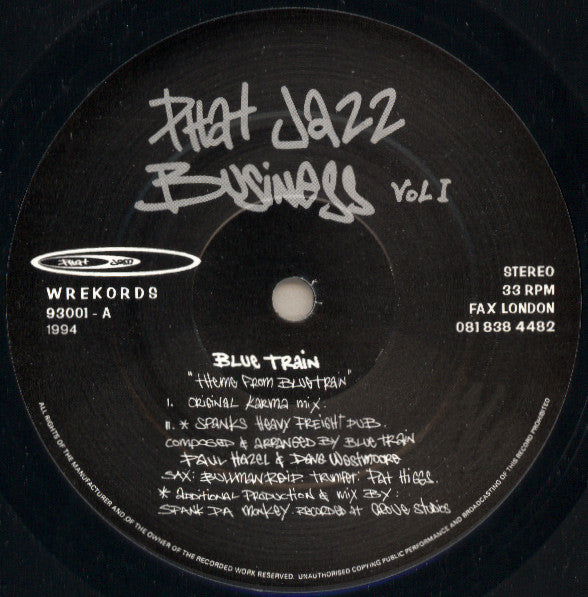 Phat Jazz
Business Vol I
Phat Jazz
WREKORDS
93001 - A
1994
STEREO
33 RPM
FAX LONDON
081 838 4482
BLUE TRAIN
"Theme From Bluetrain"
I. Original Karma Mix.
II. * Spanks Heavy Freight Dub.
Composed & Arranged By Blue Train
Paul Hazel & Dave Westmoore
Sax: Bullman Reid. Trumpet: Pat Higgs.
* Additional Production & Mix By:
Spank Da Monkey. Recorded At Studios
ALL RIGHTS OF THE MANUFACTURER AND OF THE OWNER OF THE RECORDED WORK RESERVED. UNAUTHORISED COPYING PUBLIC PERFORMANCE AND BROADCASTING OF THIS RECORD PROHIBITED